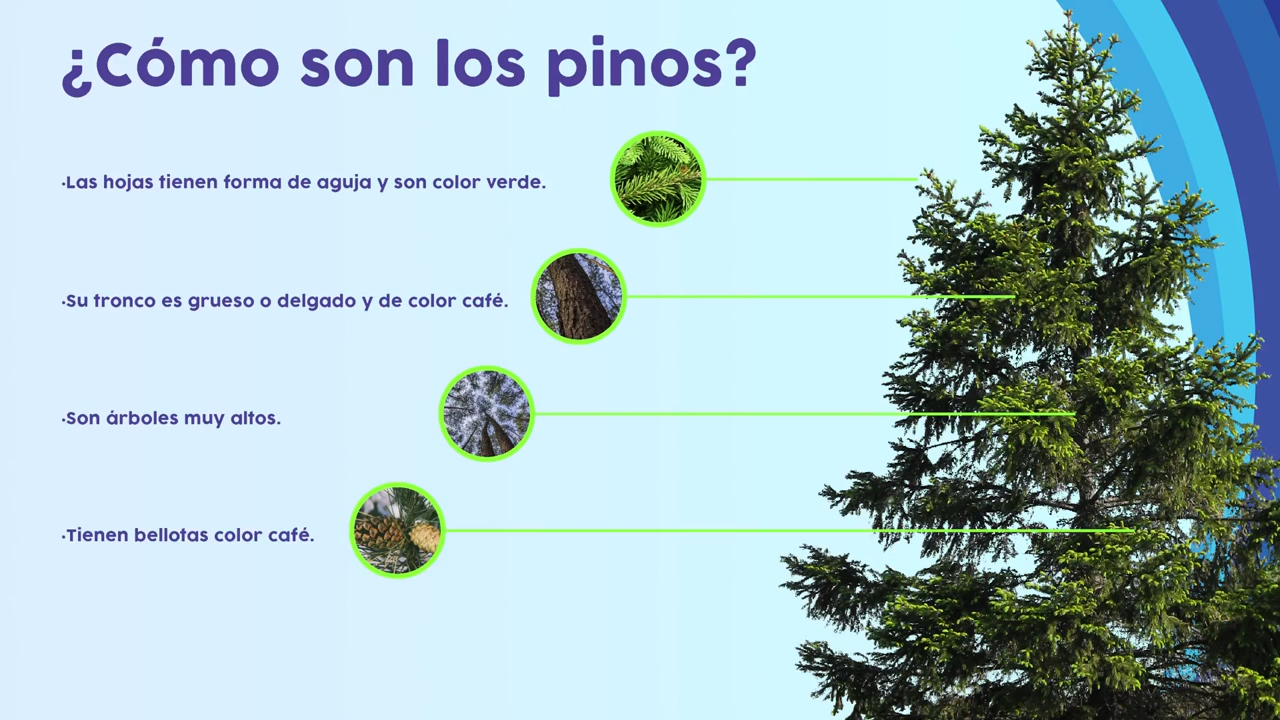 ¿Cómo son los pinos?
·Las hojas tienen forma de aguja y son color verde.
·Su tronco es grueso o delgado y de color café.
·Son árboles muy altos.
·Tienen bellotas color café.